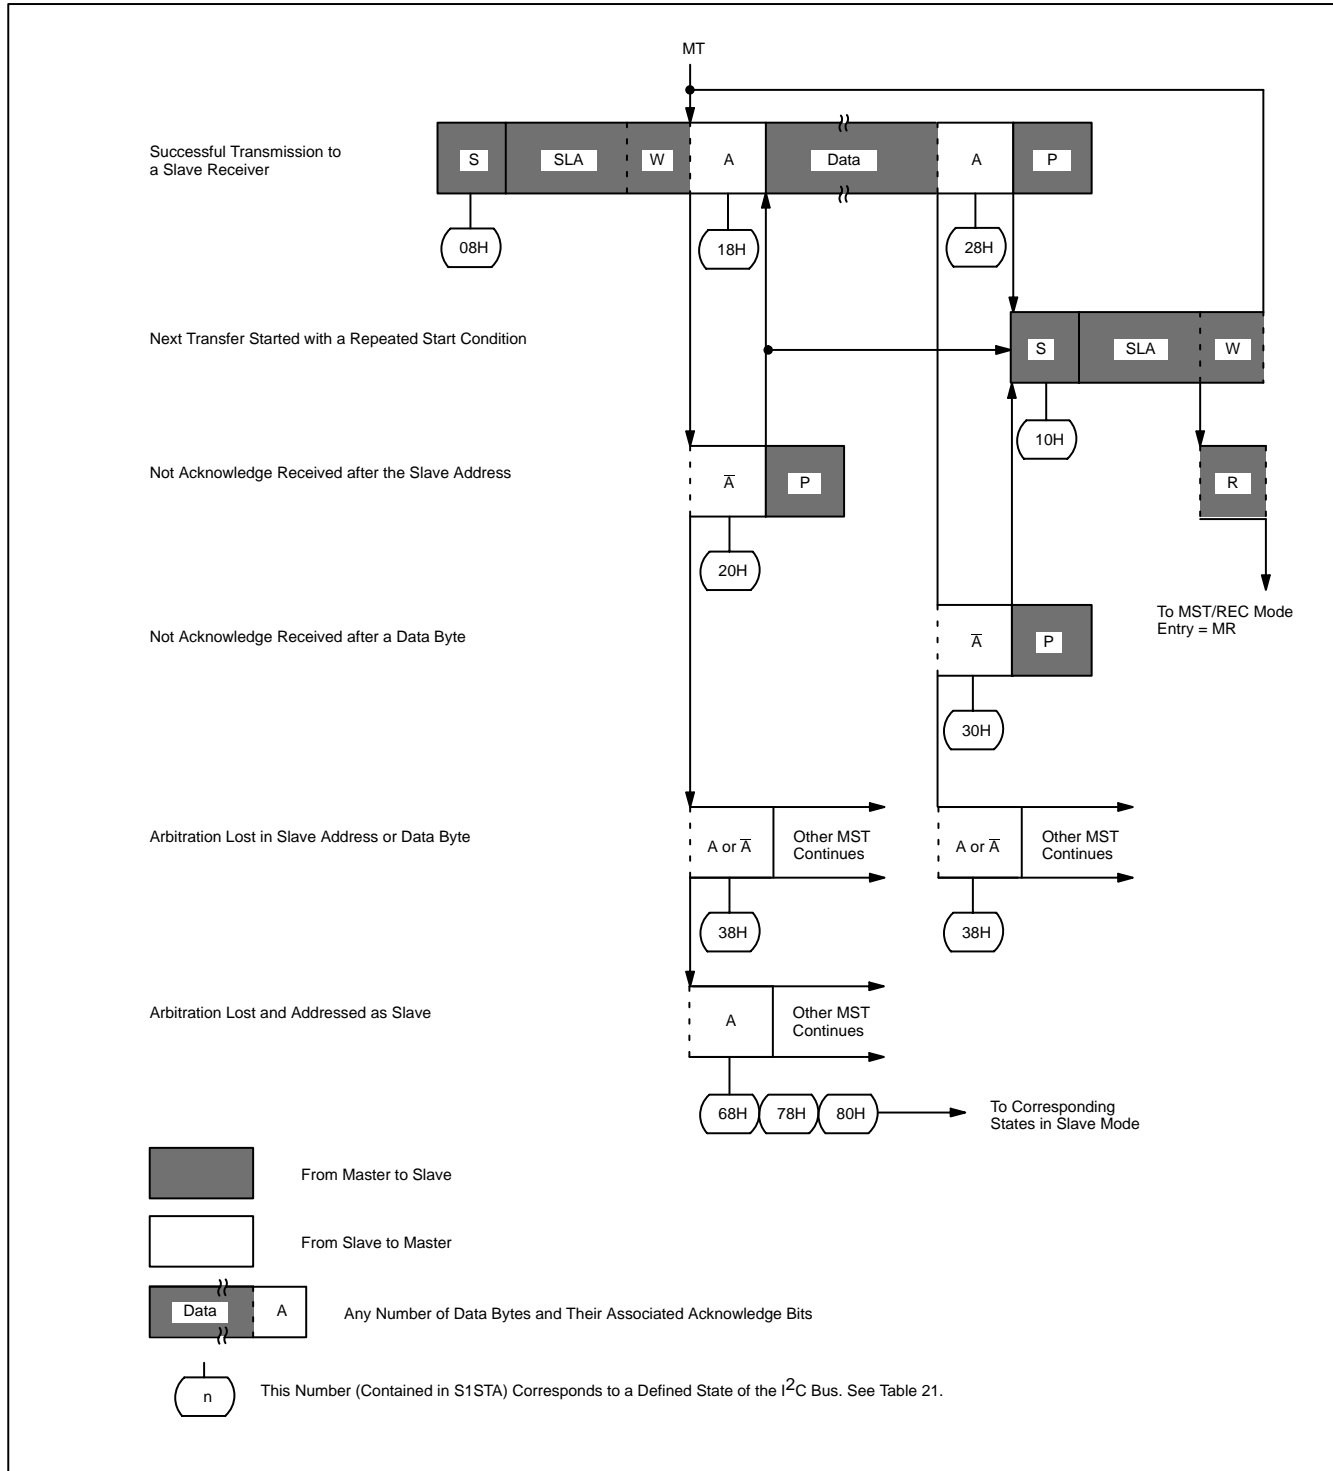 MT
Successful Transmission to
a Slave Receiver
S SLA W A Data A P
08H 18H 28H
Next Transfer Started with a Repeated Start Condition
S SLA W
10H
Not Acknowledge Received after the Slave Address
A̅ P R
20H
To MST/REC Mode
Entry = MR
Not Acknowledge Received after a Data Byte
A̅ P
30H
Arbitration Lost in Slave Address or Data Byte
A or A̅ Other MST
Continues
A or A̅ Other MST
Continues
38H 38H
Arbitration Lost and Addressed as Slave
A Other MST
Continues
68H 78H 80H
To Corresponding
States in Slave Mode
From Master to Slave
From Slave to Master
Data A Any Number of Data Bytes and Their Associated Acknowledge Bits
n This Number (Contained in S1STA) Corresponds to a Defined State of the I²C Bus. See Table 21.